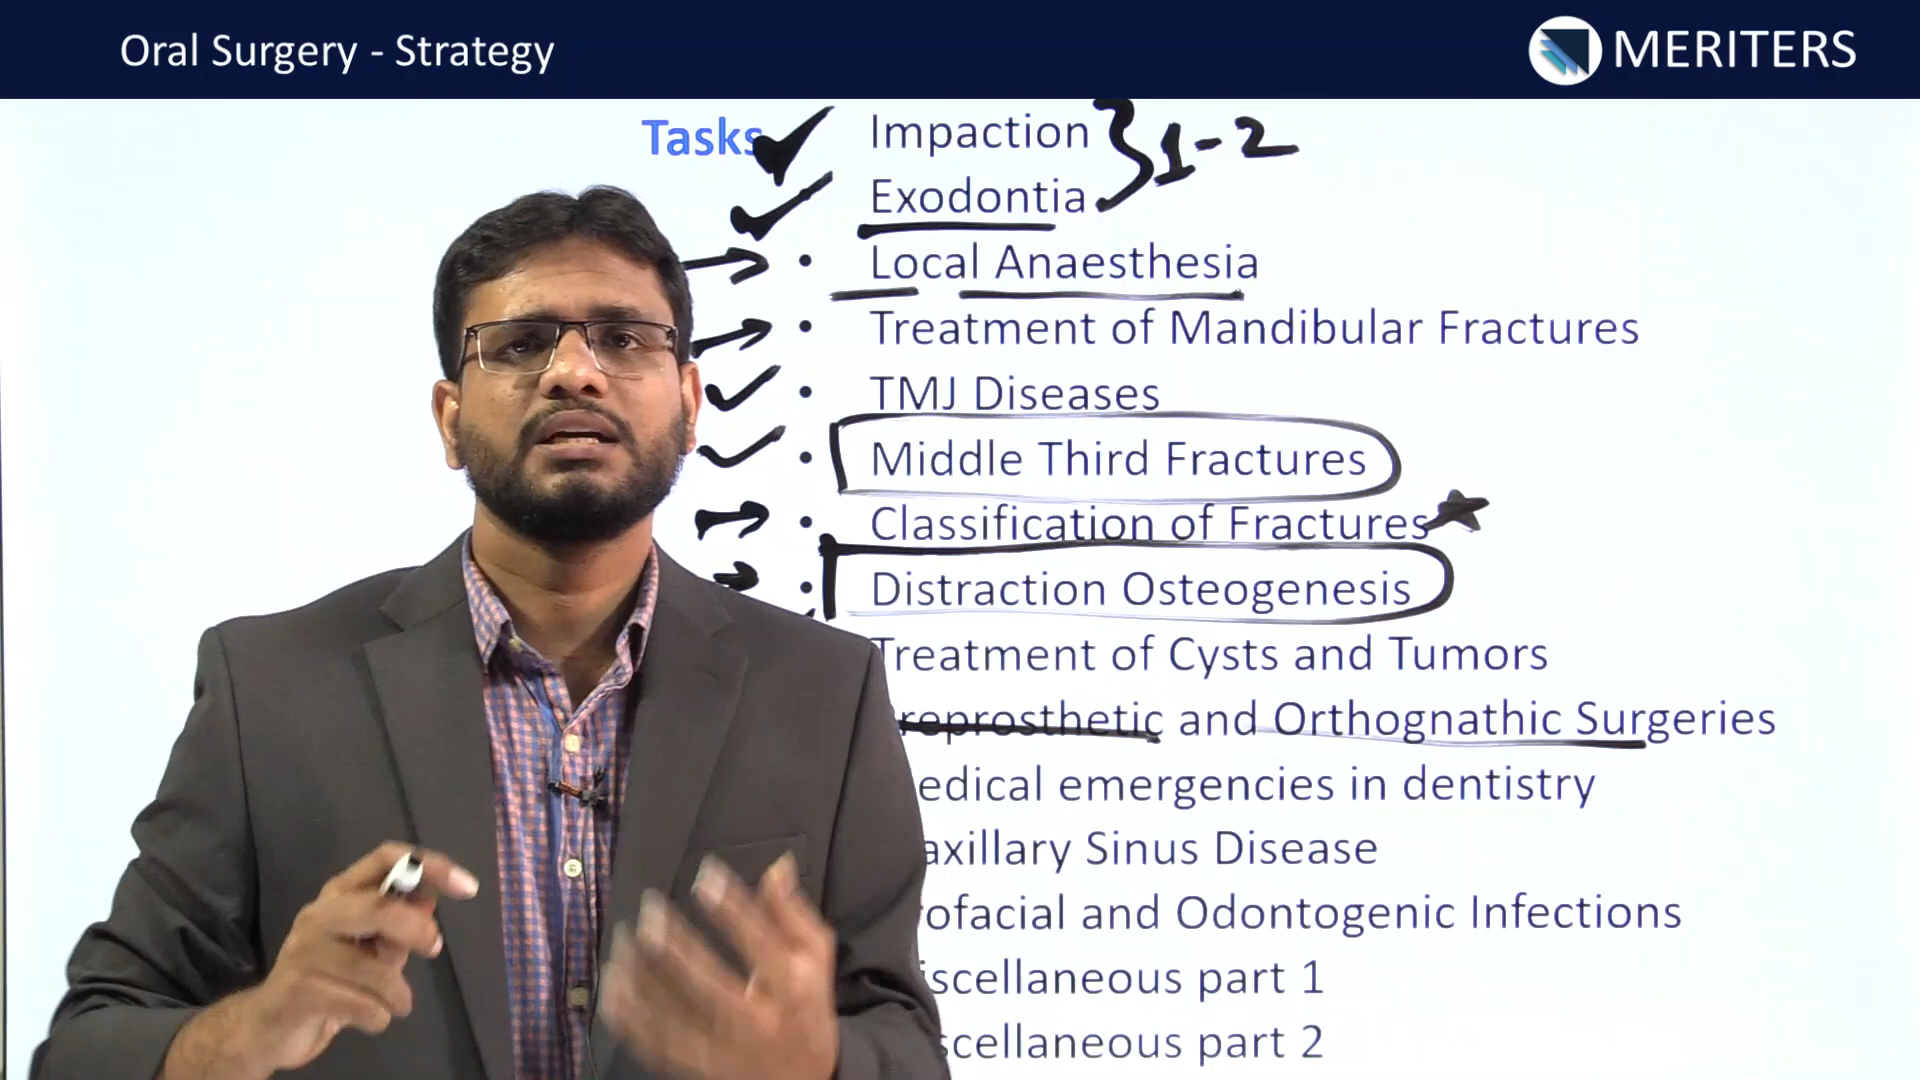 Oral Surgery - Strategy
MERITERS
Tasks
Impaction
1-2
Exodontia
• Local Anaesthesia
• Treatment of Mandibular Fractures
• TMJ Diseases
• Middle Third Fractures
• Classification of Fractures
• Distraction Osteogenesis
Treatment of Cysts and Tumors
reprosthetic and Orthognathic Surgeries
edical emergencies in dentistry
axillary Sinus Disease
ofacial and Odontogenic Infections
iscellaneous part 1
scellaneous part 2